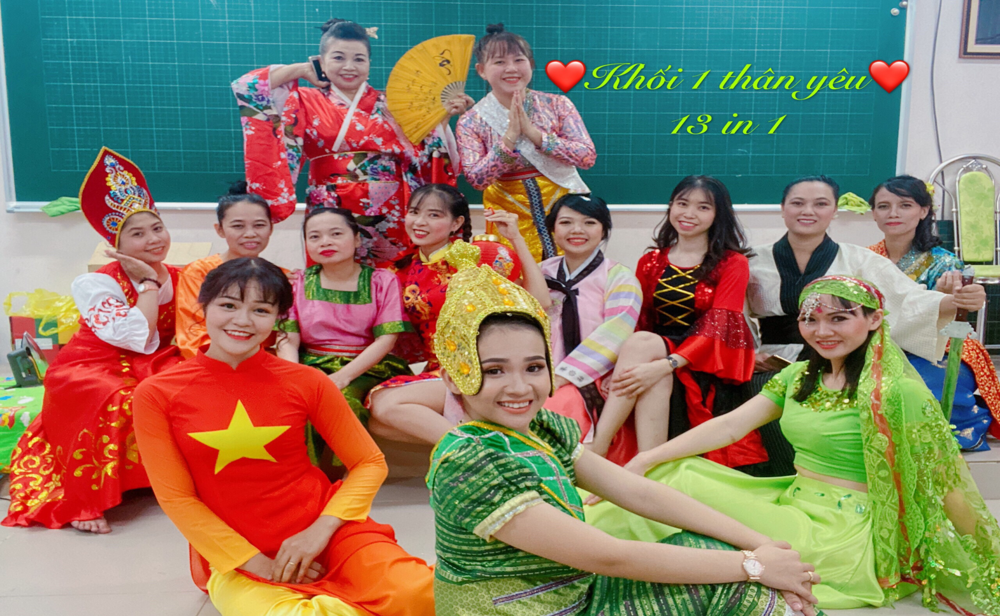 ❤️Khối 1 thân yêu❤️
13 in 1